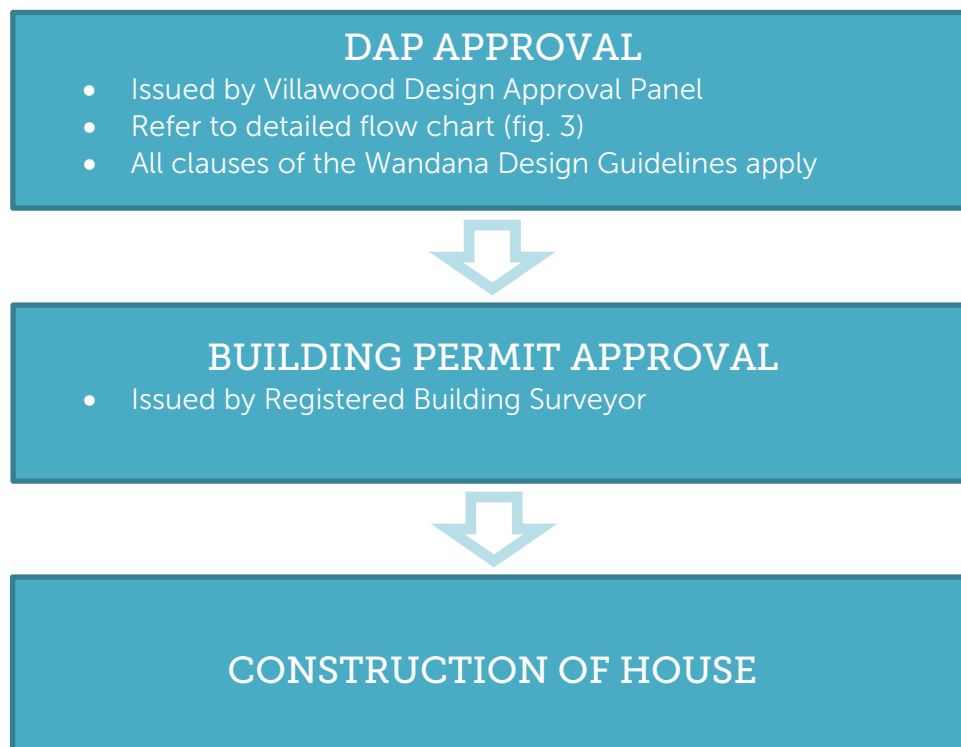 DAP APPROVAL
• Issued by Villawood Design Approval Panel
• Refer to detailed flow chart (fig. 3)
• All clauses of the Wandana Design Guidelines apply
BUILDING PERMIT APPROVAL
• Issued by Registered Building Surveyor
CONSTRUCTION OF HOUSE